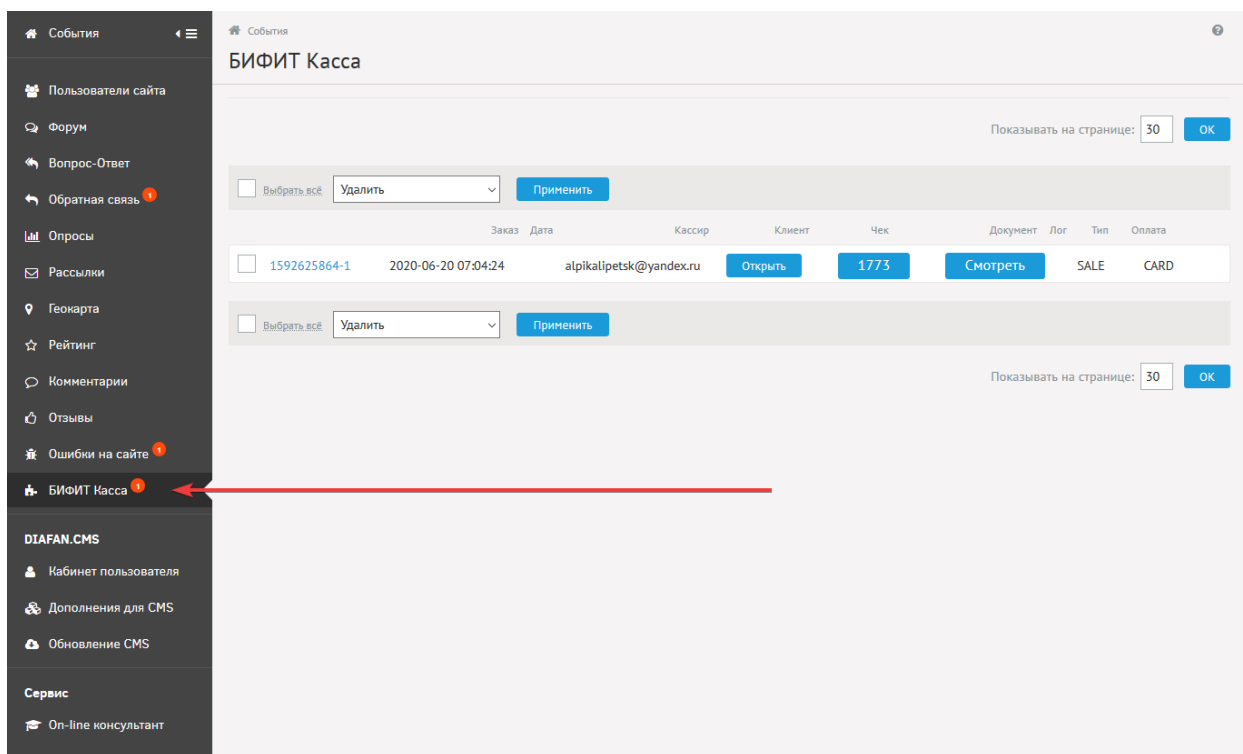 События
События
БИФИТ Касса
Пользователи сайта
Форум
Вопрос-Ответ
Обратная связь 1
Опросы
Рассылки
Геокарта
Рейтинг
Комментарии
Отзывы
Ошибки на сайте 1
БИФИТ Касса 1
DIAFAN.CMS
Кабинет пользователя
Дополнения для CMS
Обновление CMS
Сервис
On-line консультант
Показывать на странице: 30 ОК
Выбрать всё Удалить Применить
Заказ Дата Кассир Клиент Чек Документ Лог Тип Оплата
1592625864-1 2020-06-20 07:04:24 alpikalipetsk@yandex.ru Открыть 1773 Смотреть SALE CARD
Выбрать всё Удалить Применить
Показывать на странице: 30 ОК